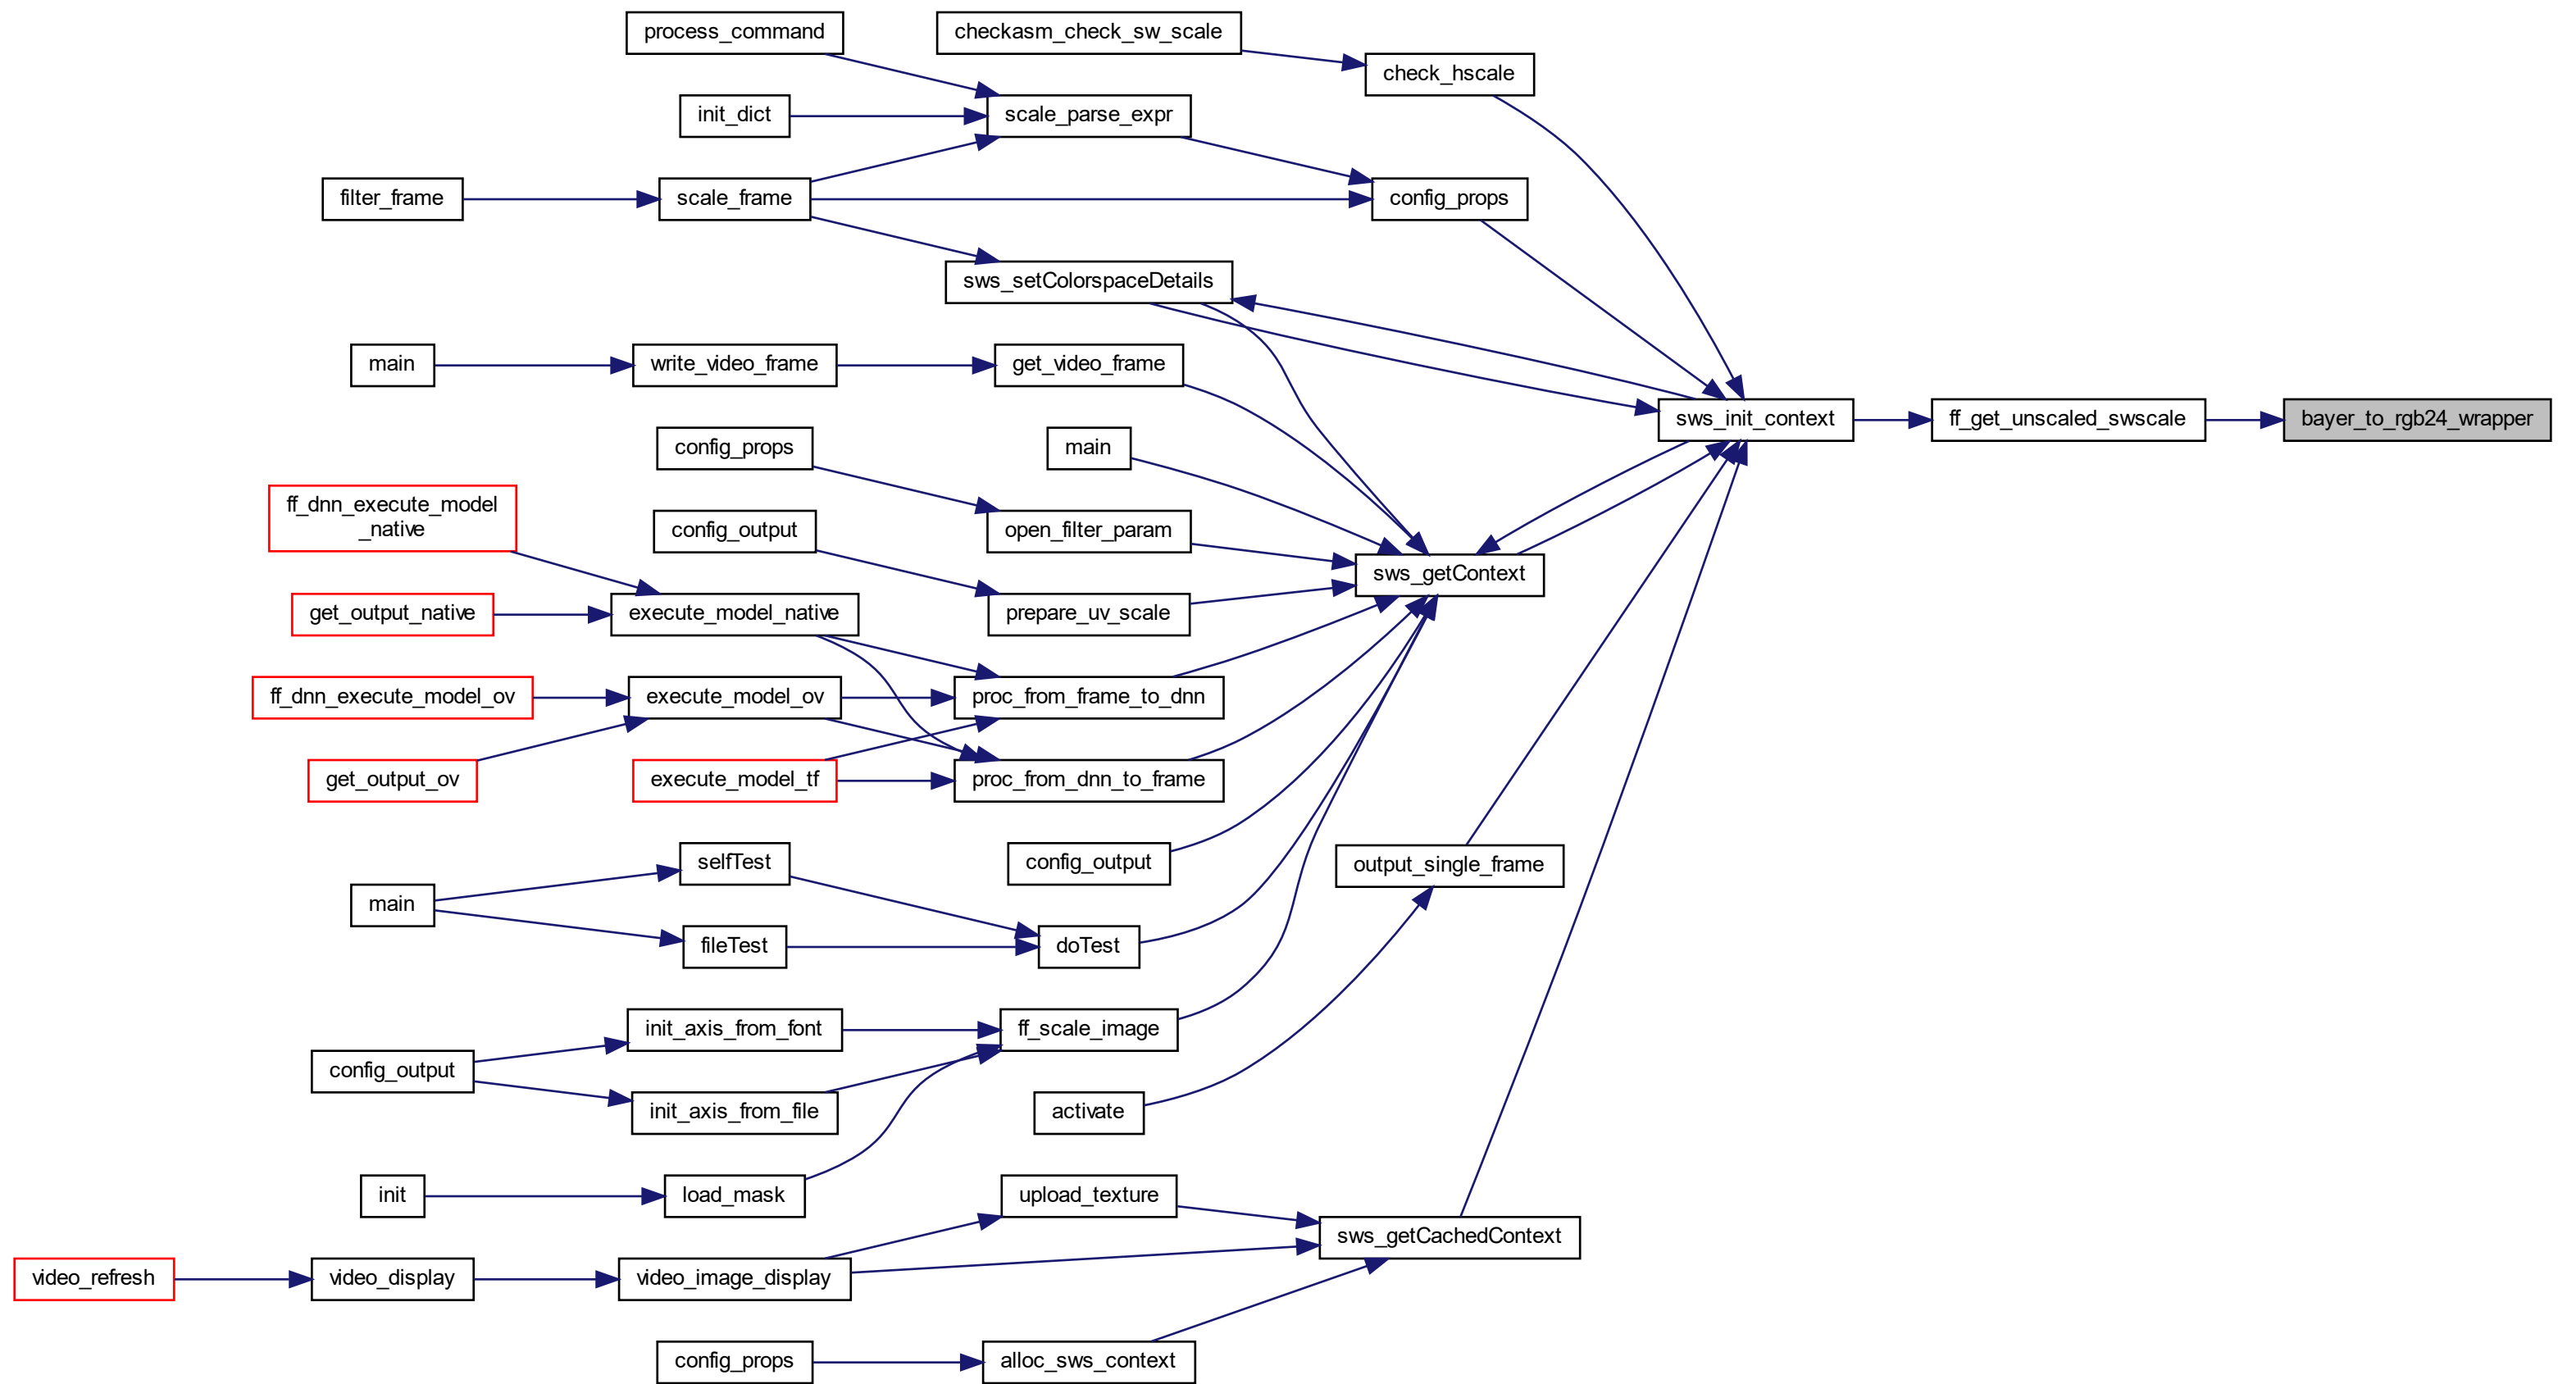 process_command
checkasm_check_sw_scale
check_hscale
init_dict
scale_parse_expr
filter_frame
scale_frame
config_props
sws_setColorspaceDetails
main
write_video_frame
get_video_frame
sws_init_context
ff_get_unscaled_swscale
bayer_to_rgb24_wrapper
config_props
main
ff_dnn_execute_model
_native
config_output
open_filter_param
sws_getContext
get_output_native
execute_model_native
prepare_uv_scale
ff_dnn_execute_model_ov
execute_model_ov
proc_from_frame_to_dnn
get_output_ov
execute_model_tf
proc_from_dnn_to_frame
selfTest
config_output
output_single_frame
main
fileTest
doTest
init_axis_from_font
ff_scale_image
config_output
init_axis_from_file
activate
init
load_mask
upload_texture
sws_getCachedContext
video_refresh
video_display
video_image_display
config_props
alloc_sws_context